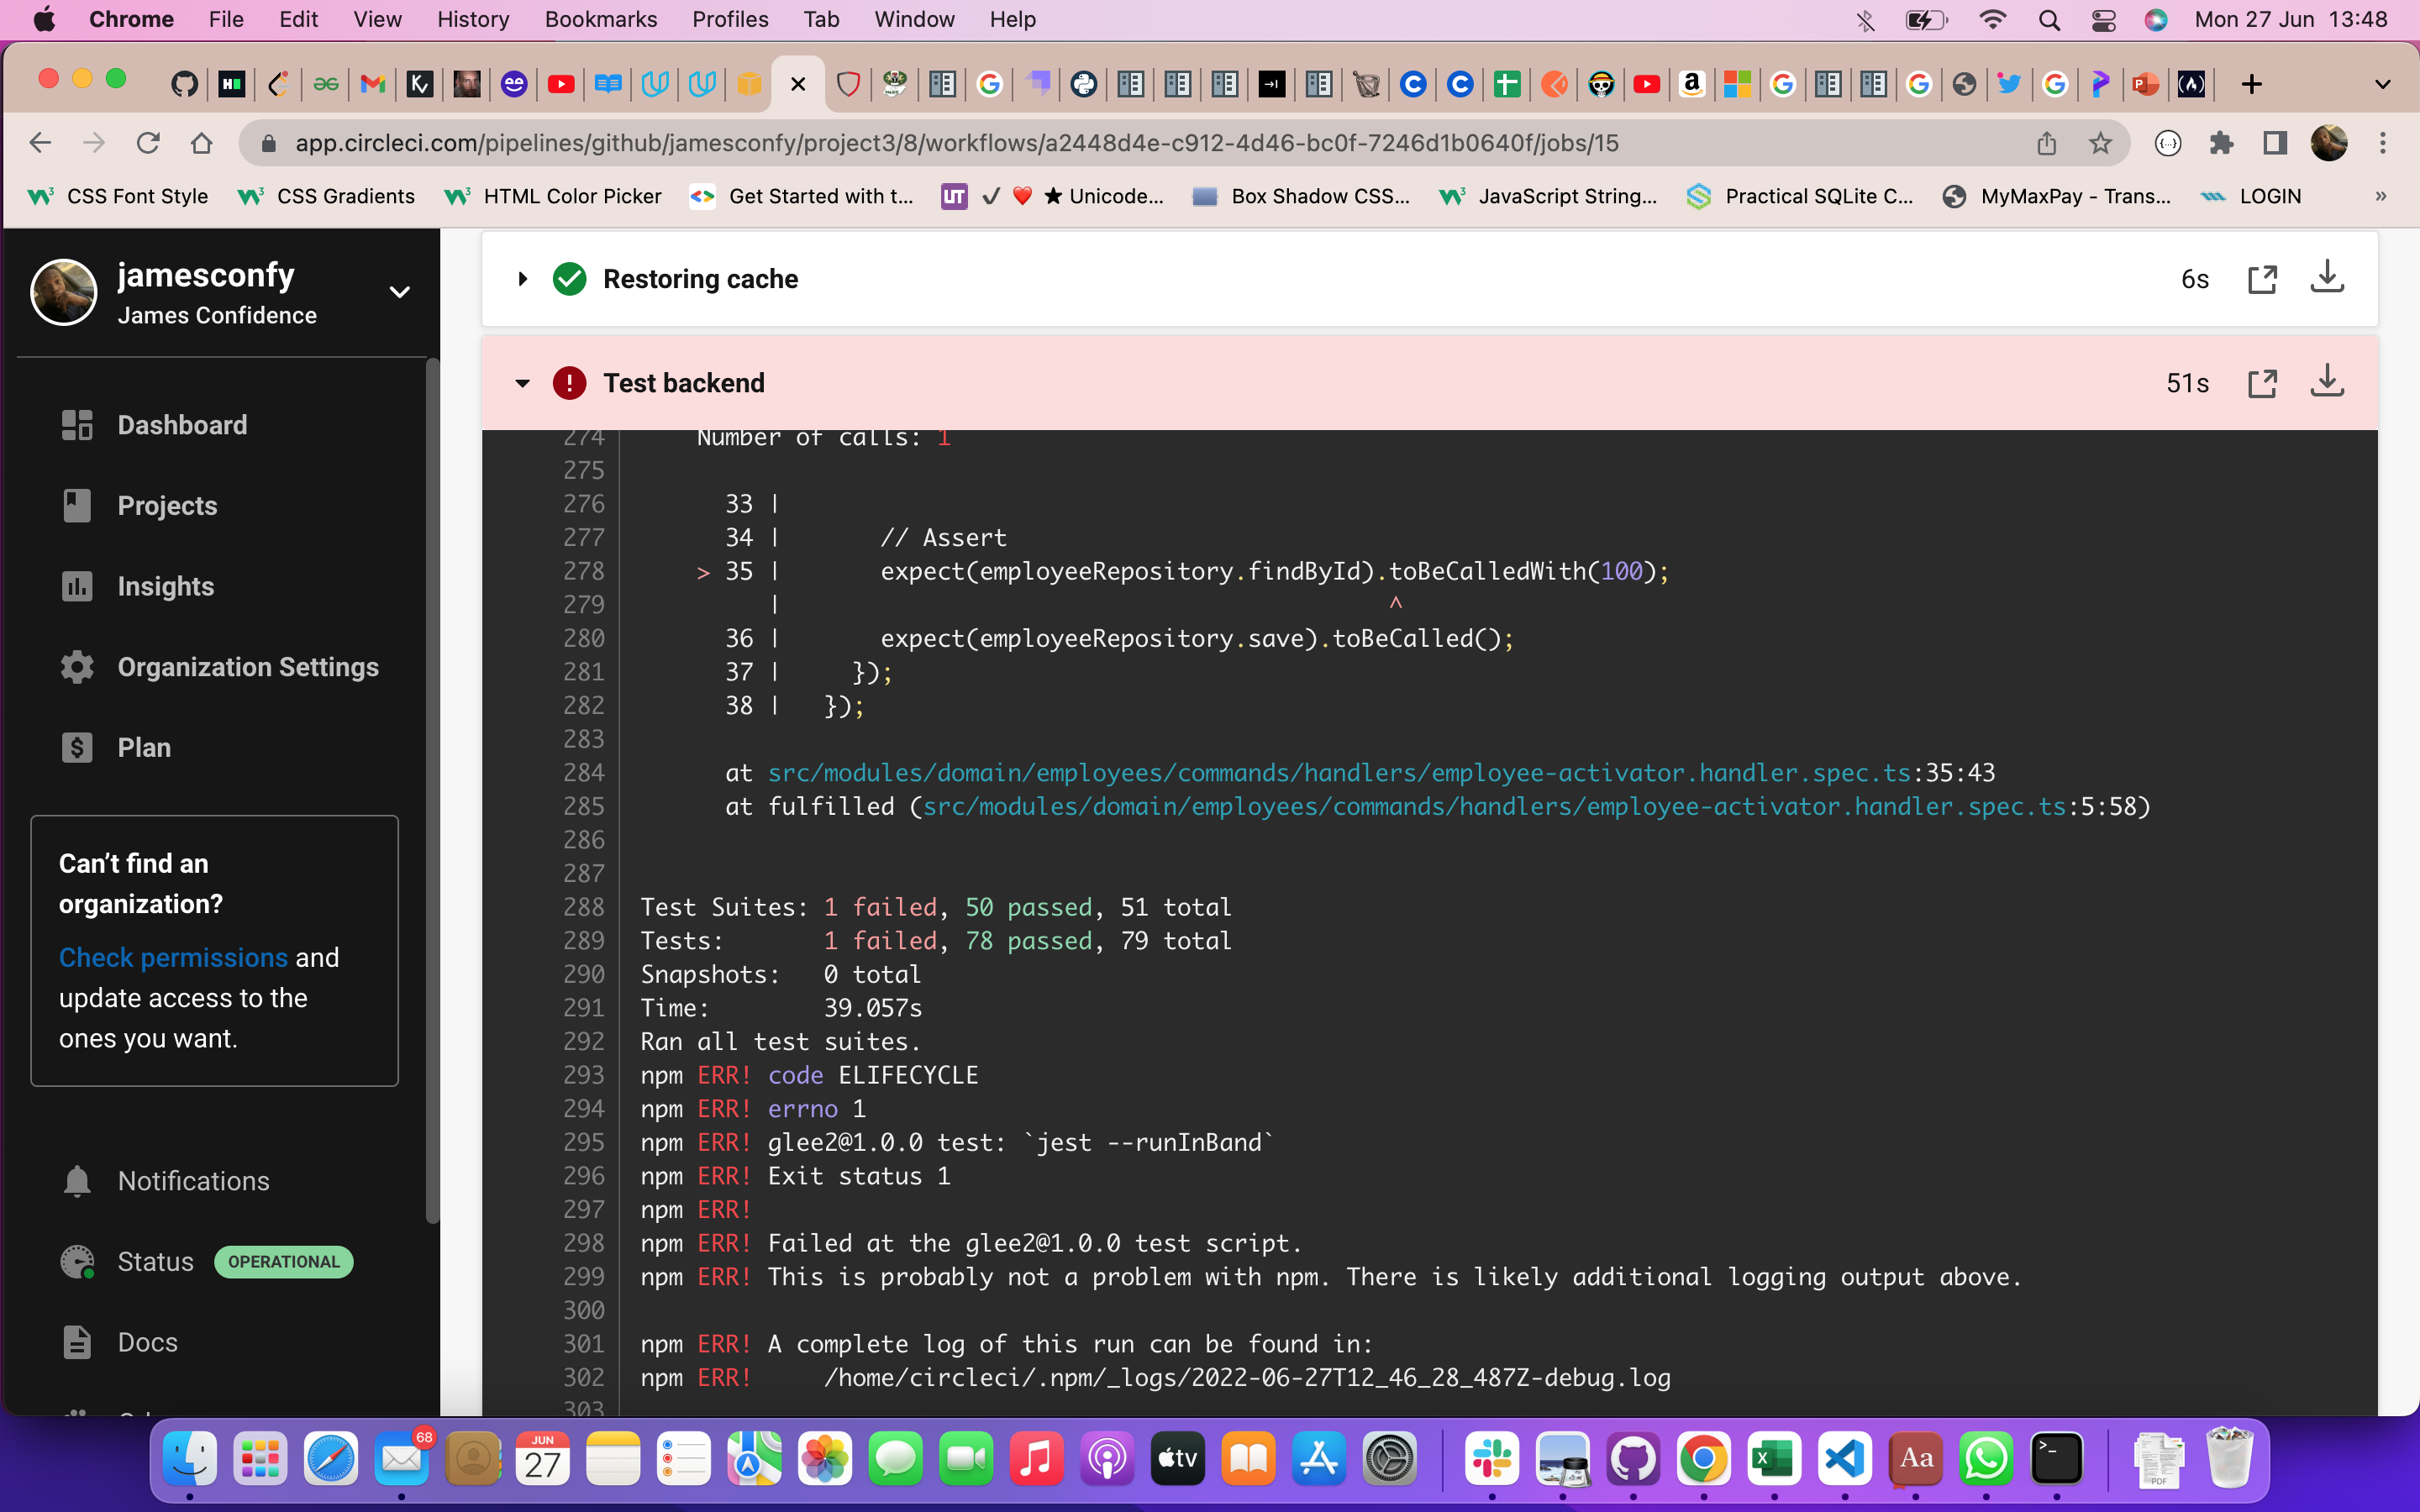 Chrome File Edit View History Bookmarks Profiles Tab Window Help Mon 27 Jun 13:48
app.circleci.com/pipelines/github/jamesconfy/project3/8/workflows/a2448d4e-c912-4d46-bc0f-7246d1b0640f/jobs/15
CSS Font Style CSS Gradients HTML Color Picker Get Started with t... UT ✓ ❤️ ★ Unicode... Box Shadow CSS... JavaScript String... Practical SQLite C... MyMaxPay - Trans... LOGIN »
jamesconfy
James Confidence
Dashboard
Projects
Insights
Organization Settings
Plan
Can’t find an
organization?
Check permissions and
update access to the
ones you want.
Notifications
Status OPERATIONAL
Docs
Restoring cache 6s
Test backend 51s
274 Number of calls: 1
275
276 33 |
277 34 | // Assert
278 > 35 | expect(employeeRepository.findById).toBeCalledWith(100);
279 | ^
280 36 | expect(employeeRepository.save).toBeCalled();
281 37 | });
282 38 | });
283
284 at src/modules/domain/employees/commands/handlers/employee-activator.handler.spec.ts:35:43
285 at fulfilled (src/modules/domain/employees/commands/handlers/employee-activator.handler.spec.ts:5:58)
286
287
288 Test Suites: 1 failed, 50 passed, 51 total
289 Tests: 1 failed, 78 passed, 79 total
290 Snapshots: 0 total
291 Time: 39.057s
292 Ran all test suites.
293 npm ERR! code ELIFECYCLE
294 npm ERR! errno 1
295 npm ERR! glee2@1.0.0 test: `jest --runInBand`
296 npm ERR! Exit status 1
297 npm ERR!
298 npm ERR! Failed at the glee2@1.0.0 test script.
299 npm ERR! This is probably not a problem with npm. There is likely additional logging output above.
300
301 npm ERR! A complete log of this run can be found in:
302 npm ERR! /home/circleci/.npm/_logs/2022-06-27T12_46_28_487Z-debug.log
303
68
JUN
27
tv
Aa
PDF